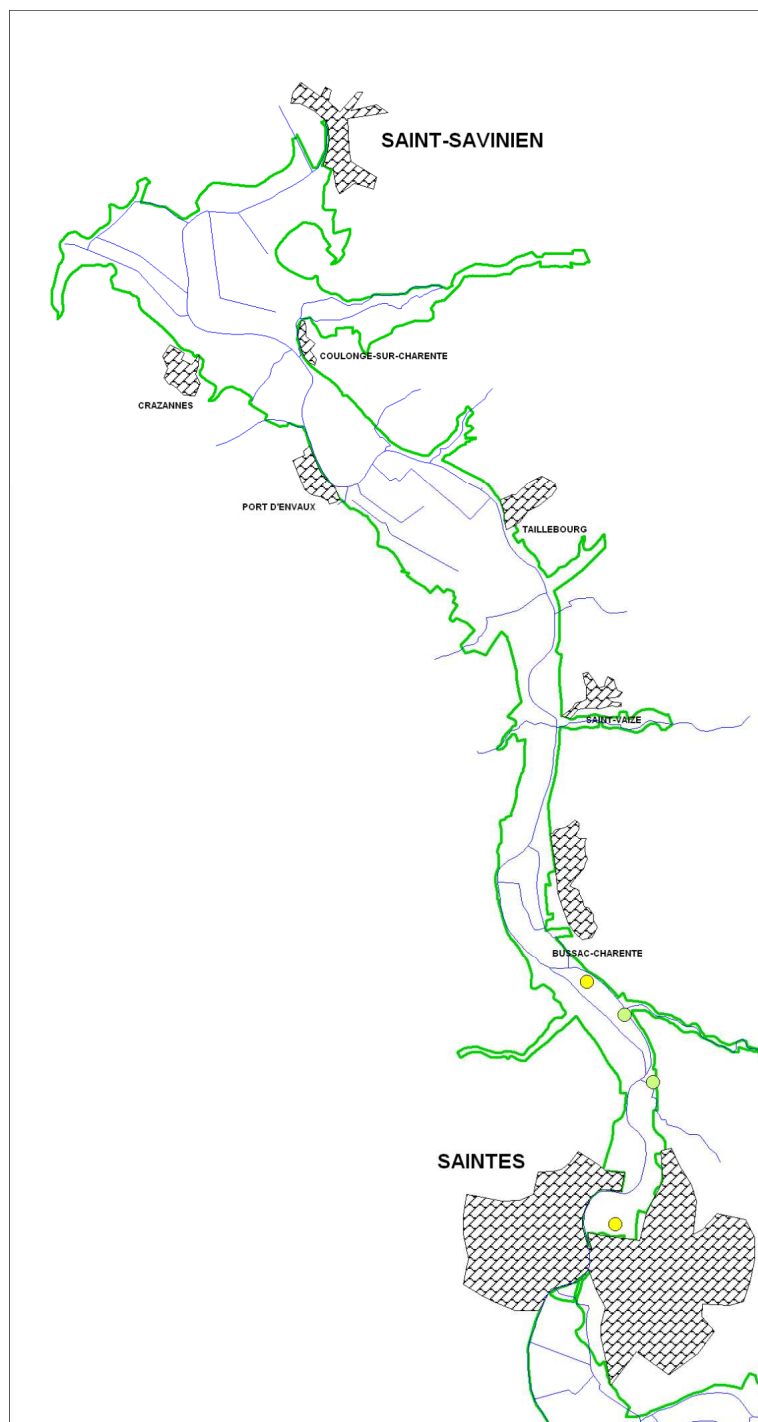 SAINT-SAVINIEN
COULONGE-SUR-CHARENTE
CRAZANNES
PORT D'ENVAUX
TAILLEBOURG
SAINT-VAIZE
BUSSAC-CHARENTE
SAINTES